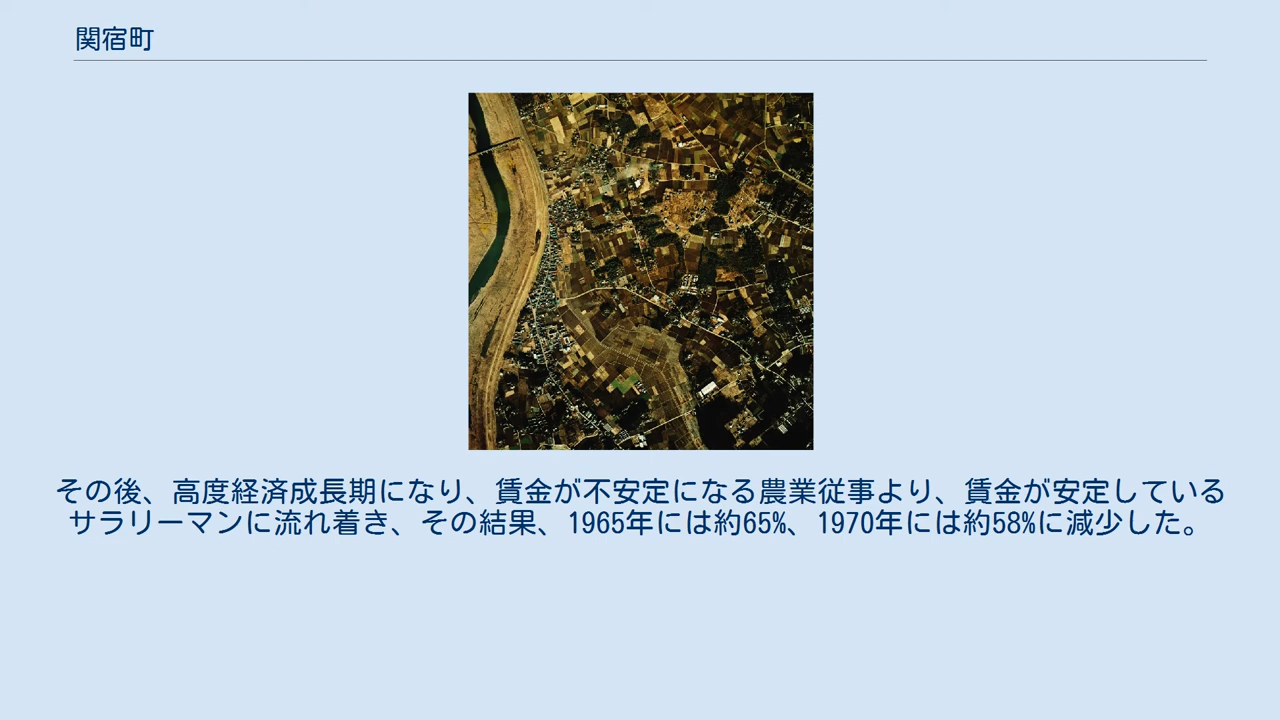 関宿町
その後、高度経済成長期になり、賃金が不安定になる農業従事より、賃金が安定している
サラリーマンに流れ着き、その結果、1965年には約65%、1970年には約58%に減少した。